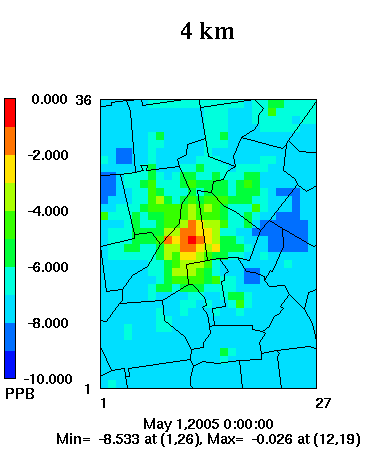 4 km
36
0.000
-2.000
-4.000
-6.000
-8.000
-10.000
PPB
1
1
27
May 1,2005 0:00:00
Min= -8.533 at (1,26), Max= -0.026 at (12,19)